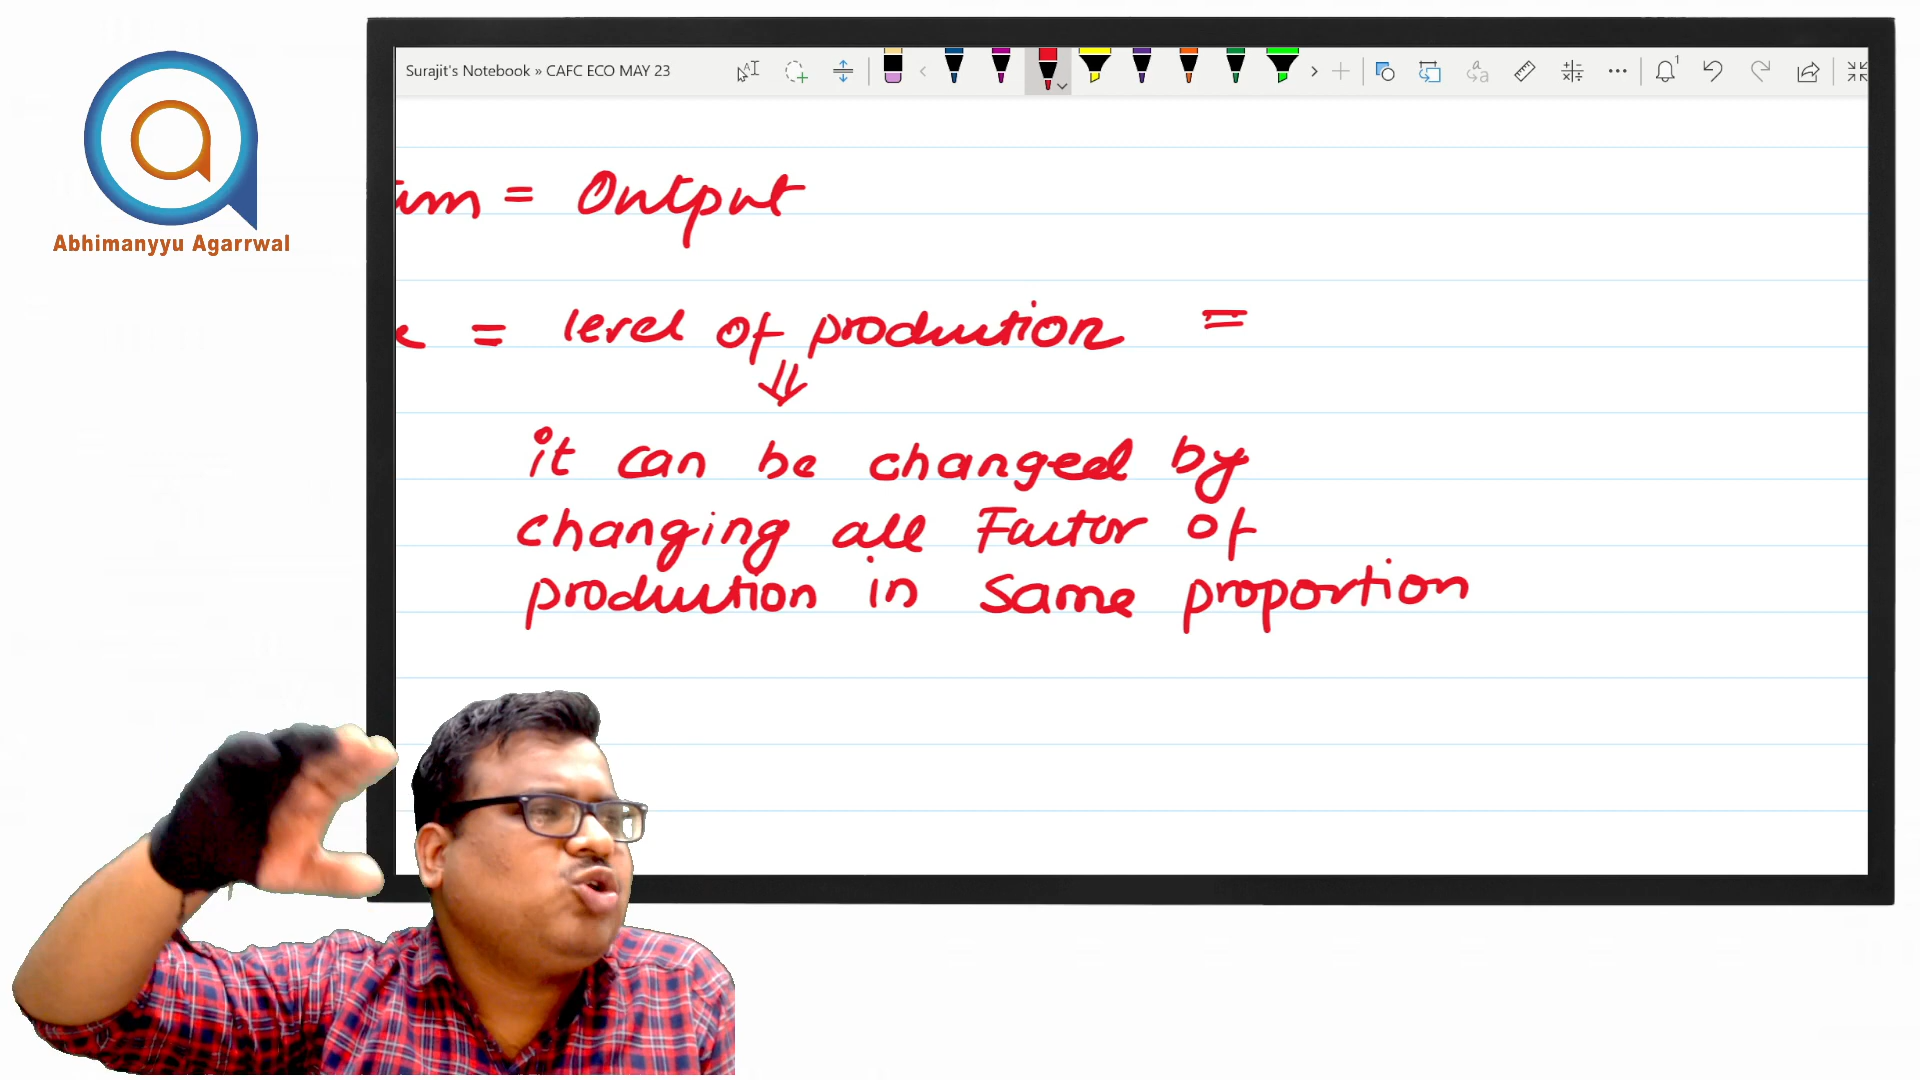 Abhimanyyu Agarrwal
Surajit's Notebook » CAFC ECO MAY 23
= Output
= level of production =
it can be changed by
changing all Factor of
production in same proportion